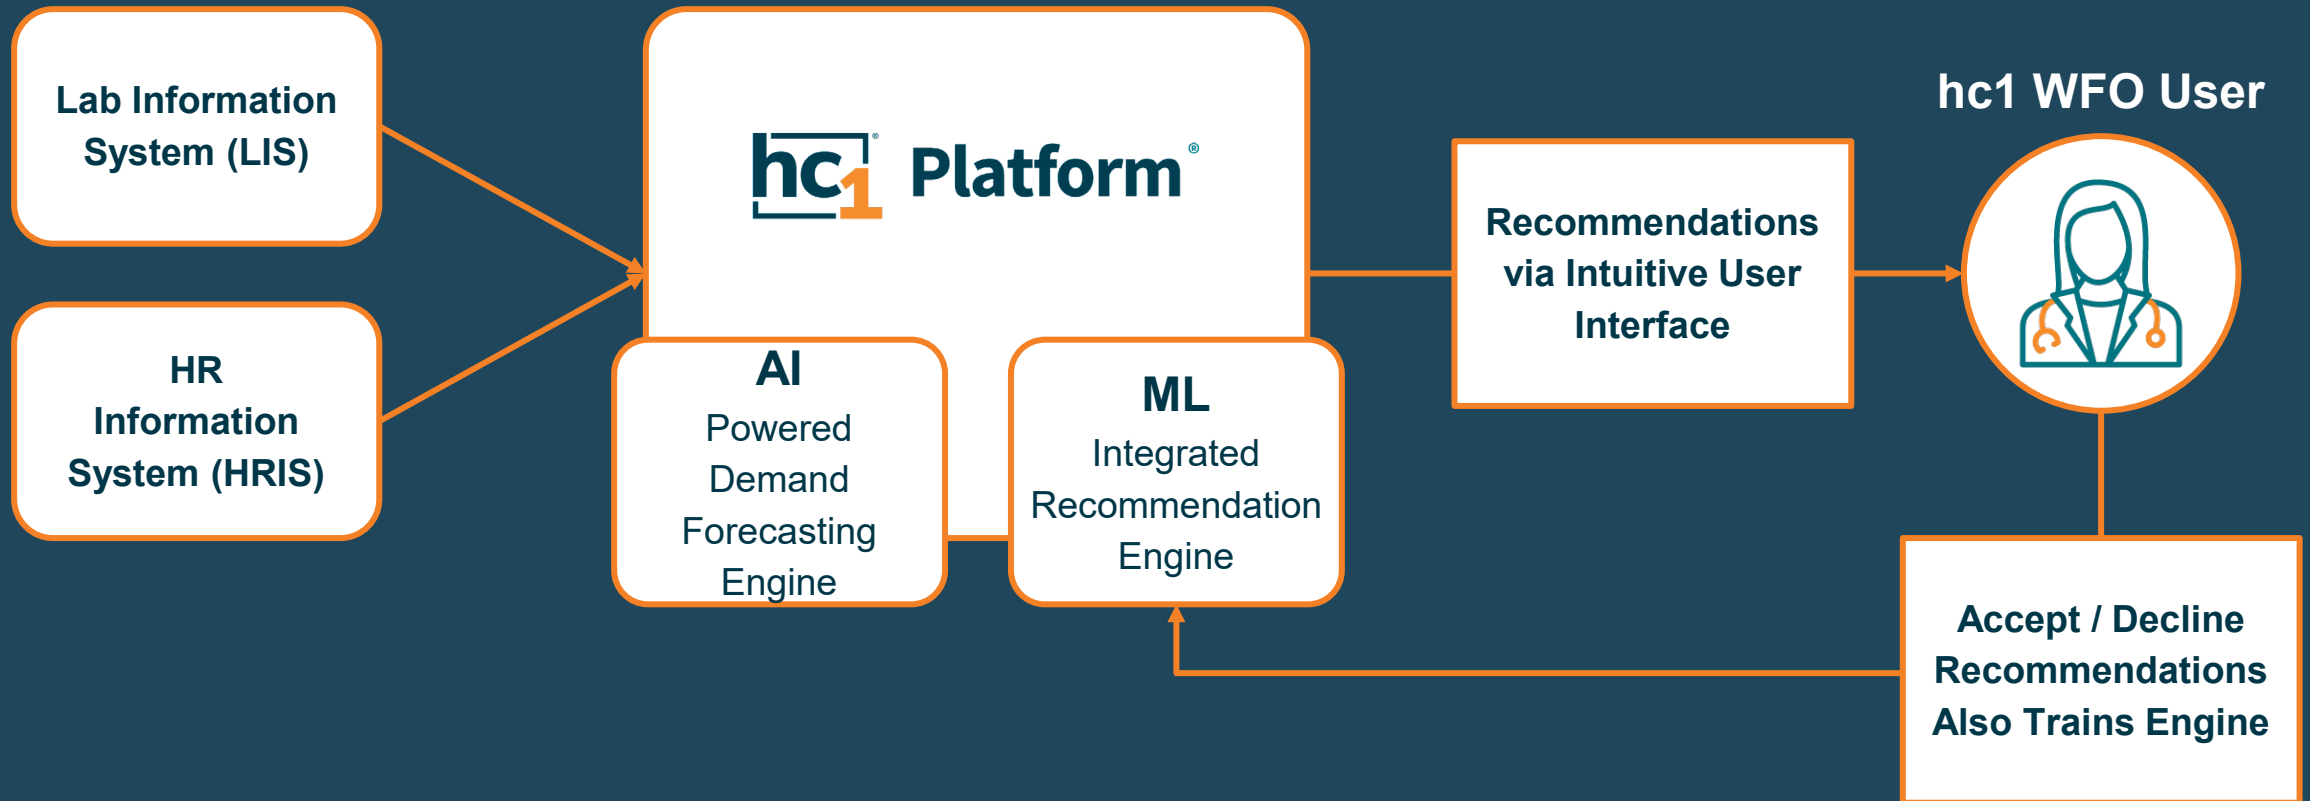 Lab Information
System (LIS)
HR
Information
System (HRIS)
hc1® Platform®
AI
Powered
Demand
Forecasting
Engine
ML
Integrated
Recommendation
Engine
Recommendations
via Intuitive User
Interface
hc1 WFO User
Accept / Decline
Recommendations
Also Trains Engine